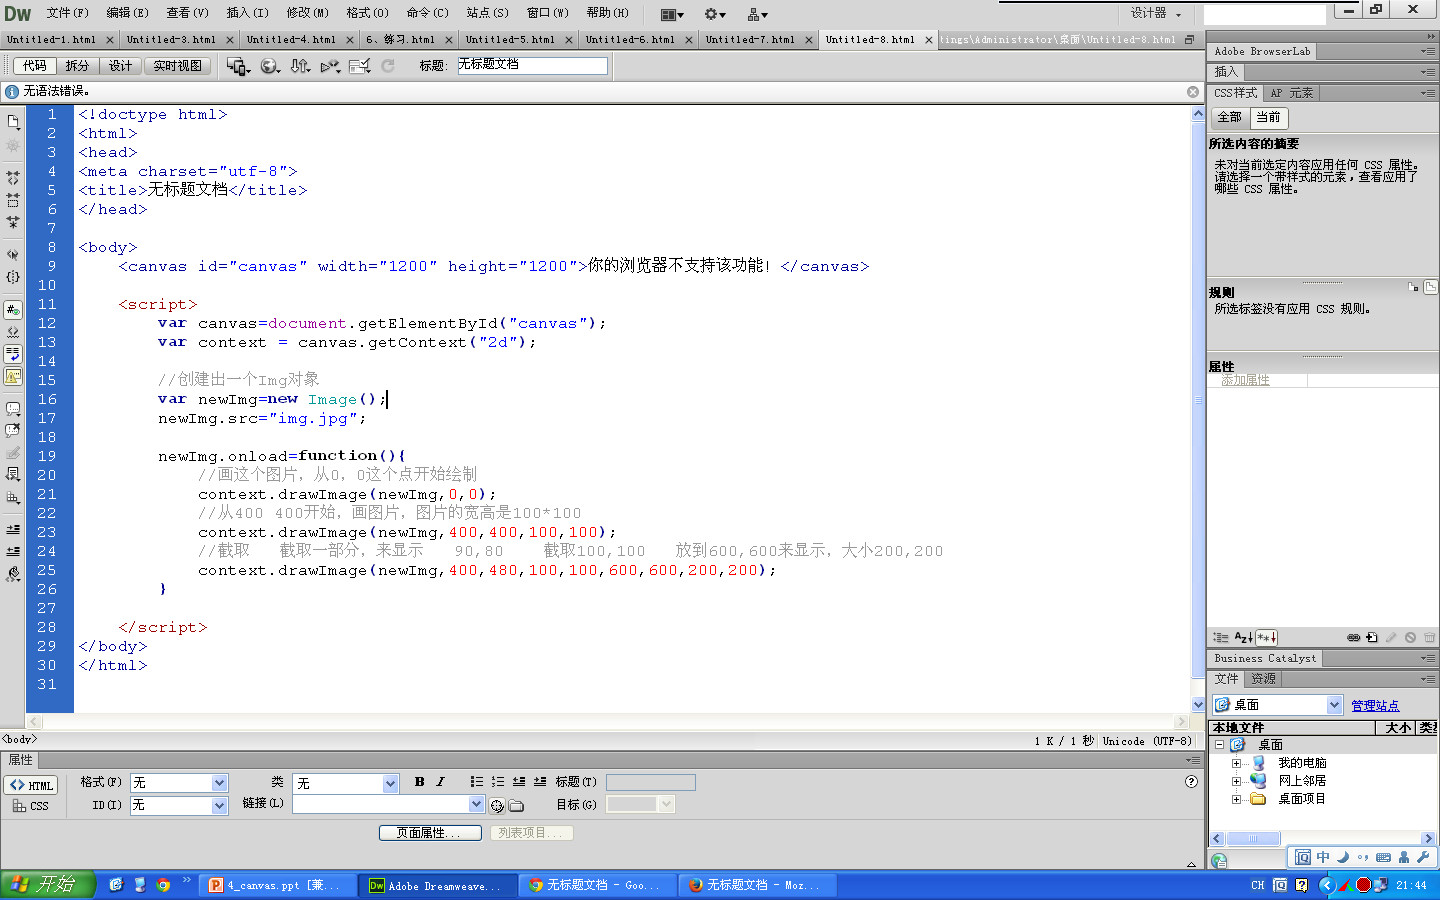 Dw 文件(F) 编辑(E) 查看(V) 插入(I) 修改(M) 格式(O) 命令(C) 站点(S) 窗口(W) 帮助(H) 设计器
Untitled-1.html Untitled-3.html Untitled-4.html 6、练习.html Untitled-5.html Untitled-6.html Untitled-7.html Untitled-8.html tings\Administrator\桌面\Untitled-8.html
代码 拆分 设计 实时视图 标题: 无标题文档
无语法错误。
1 <!doctype html>
2 <html>
3 <head>
4 <meta charset="utf-8">
5 <title>无标题文档</title>
6 </head>
7
8 <body>
9 <canvas id="canvas" width="1200" height="1200">你的浏览器不支持该功能! </canvas>
10
11 <script>
12 var canvas=document.getElementById("canvas");
13 var context = canvas.getContext("2d");
14
15 //创建出一个Img对象
16 var newImg=new Image();
17 newImg.src="img.jpg";
18
19 newImg.onload=function(){
20 //画这个图片，从0，0这个点开始绘制
21 context.drawImage(newImg,0,0);
22 //从400 400开始，画图片，图片的宽高是100*100
23 context.drawImage(newImg,400,400,100,100);
24 //截取 截取一部分，来显示 90,80 截取100,100 放到600,600来显示，大小200,200
25 context.drawImage(newImg,400,480,100,100,600,600,200,200);
26 }
27
28 </script>
29 </body>
30 </html>
31
<body> 1 K / 1 秒 Unicode (UTF-8)
属性
<> HTML 格式(F) 无 类 无 B I 标题(T)
CSS ID(I) 无 链接(L) 目标(G)
页面属性... 列表项目...
Adobe BrowserLab
插入
CSS样式 AP 元素
全部 当前
所选内容的摘要
未对当前选定内容应用任何 CSS 属性。
请选择一个带样式的元素，查看应用了
哪些 CSS 属性。
规则
所选标签没有应用 CSS 规则。
属性
添加属性
Az↓ **↓
Business Catalyst
文件 资源
桌面 管理站点
本地文件 大小 类
桌面
我的电脑
网上邻居
桌面项目
中
开始 4_canvas.ppt [兼... Adobe Dreamweave... 无标题文档 - Goo... 无标题文档 - Moz... CH 21:44